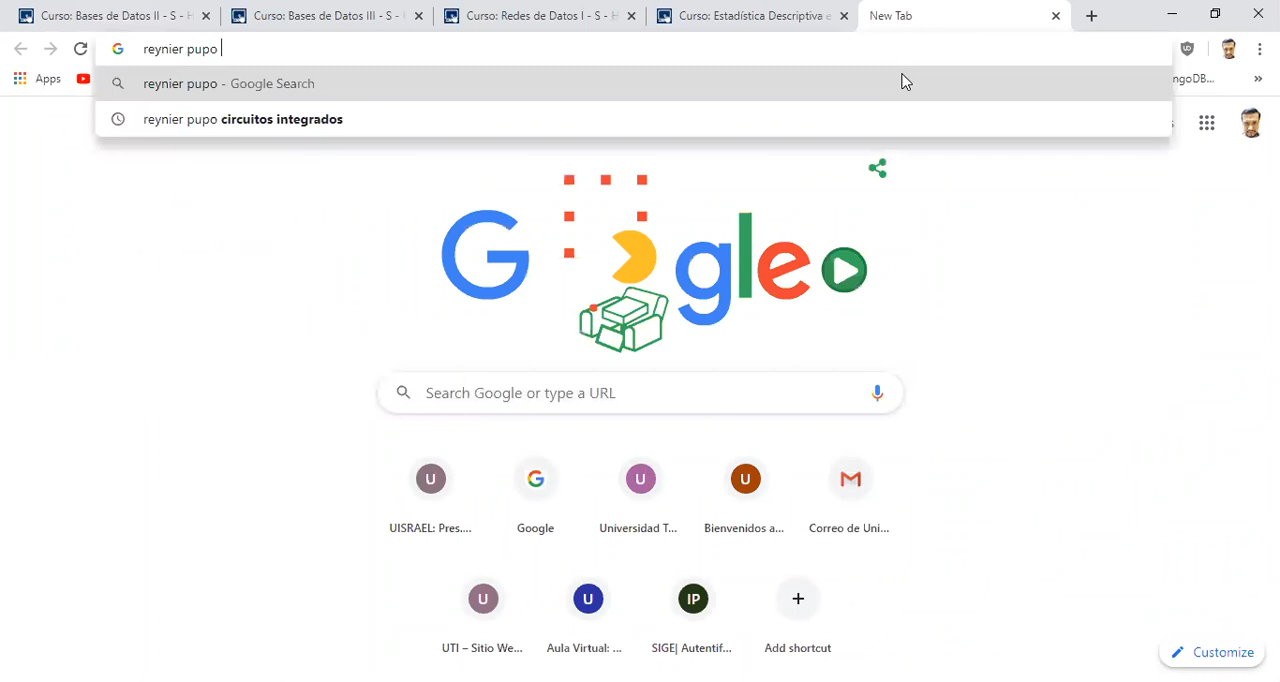 Curso: Bases de Datos II - S - H
Curso: Bases de Datos III - S -
Curso: Redes de Datos I - S - H
Curso: Estadística Descriptiva e
New Tab
reynier pupo
Apps
reynier pupo - Google Search
ngoDB...
reynier pupo circuitos integrados
G gle
Search Google or type a URL
U
U
U
UISRAEL: Pres....
Google
Universidad T...
Bienvenidos a...
Correo de Uni...
U
U
IP
UTI – Sitio We...
Aula Virtual: ...
SIGE| Autentif...
Add shortcut
Customize